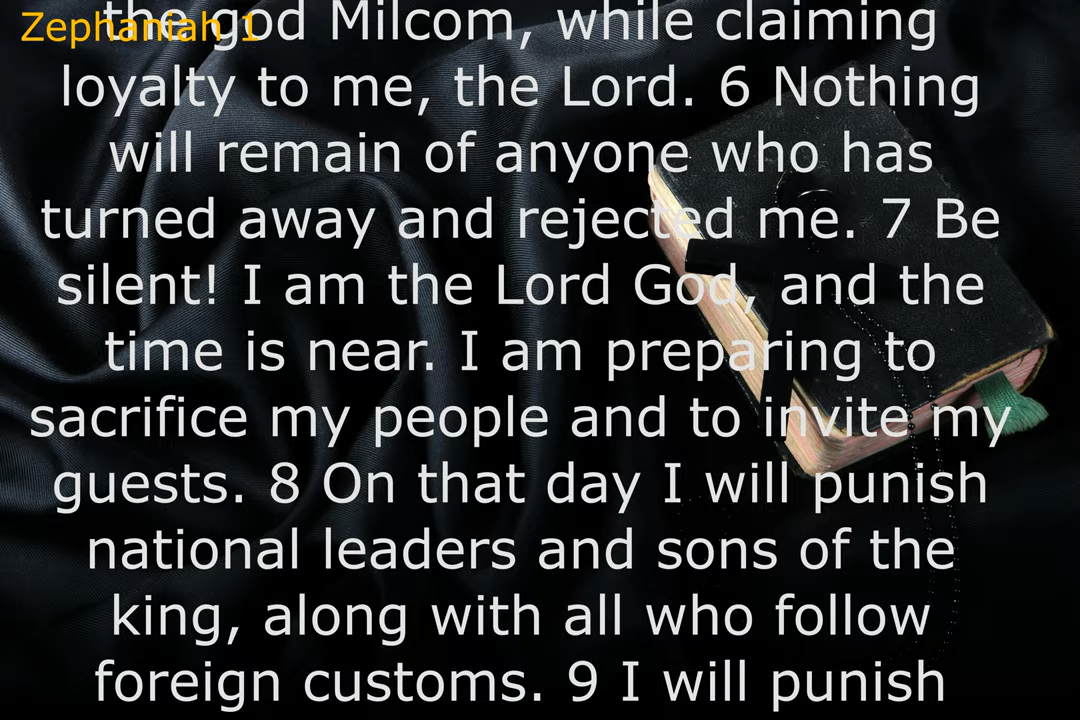 Zephaniah 1
the god Milcom, while claiming
loyalty to me, the Lord. 6 Nothing
will remain of anyone who has
turned away and rejected me. 7 Be
silent! I am the Lord God, and the
time is near. I am preparing to
sacrifice my people and to invite my
guests. 8 On that day I will punish
national leaders and sons of the
king, along with all who follow
foreign customs. 9 I will punish